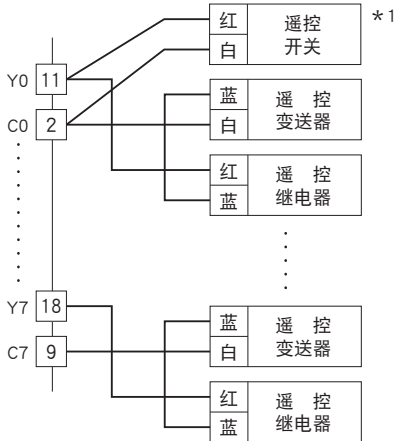 红 遥控 *1
白 开关
Y0 11
蓝 遥 控
C0 2 白 变送器
红 遥 控
蓝 继电器
Y7 18
蓝 遥 控
C7 9 白 变送器
红 遥 控
蓝 继电器